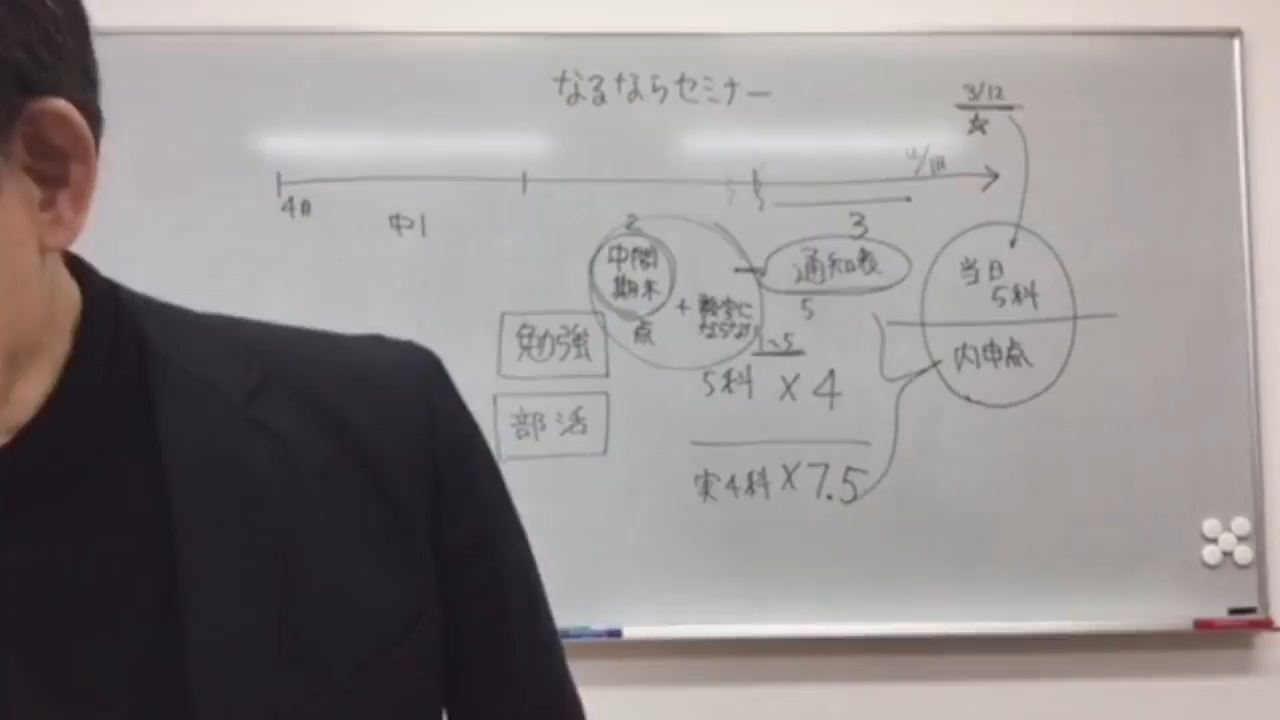 なるならセミナー
3/12
☆
4月
中1
2
3
中間
期末
点
+
通知表
5
1~5
5科 × 4
実4科 × 7.5
勉強
部活
当日
5科
内申点